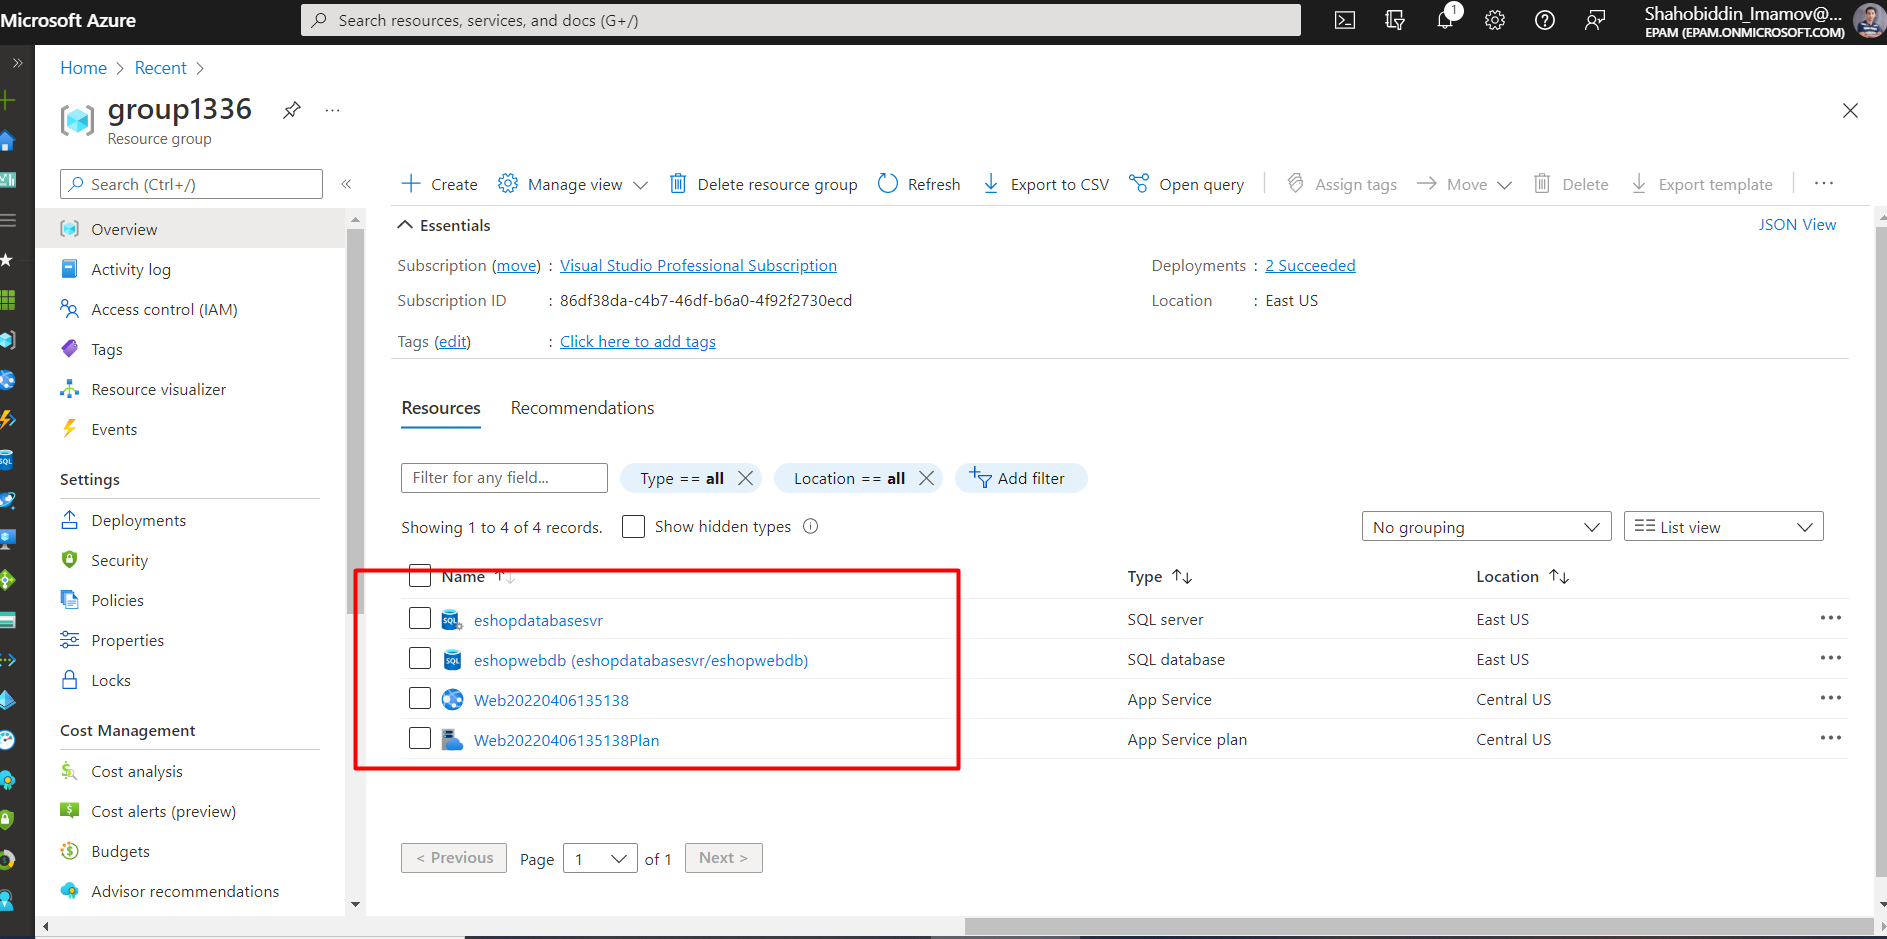 Microsoft Azure
Search resources, services, and docs (G+/)
1
Shahobiddin_Imamov@...
EPAM (EPAM.ONMICROSOFT.COM)
Home > Recent >
group1336
...
Resource group
Search (Ctrl+/)
«
Create
Manage view
Delete resource group
Refresh
Export to CSV
Open query
Assign tags
Move
Delete
Export template
...
Overview
Activity log
Access control (IAM)
Tags
Resource visualizer
Events
Settings
Deployments
Security
Policies
Properties
Locks
Cost Management
Cost analysis
Cost alerts (preview)
Budgets
Advisor recommendations
Essentials
JSON View
Subscription (move) : Visual Studio Professional Subscription
Deployments : 2 Succeeded
Subscription ID : 86df38da-c4b7-46df-b6a0-4f92f2730ecd
Location : East US
Tags (edit) : Click here to add tags
Resources Recommendations
Filter for any field...
Type == all
Location == all
Add filter
Showing 1 to 4 of 4 records.
Show hidden types
No grouping
List view
Name Type Location
eshopdatabasesvr SQL server East US ...
eshopwebdb (eshopdatabasesvr/eshopwebdb) SQL database East US ...
Web20220406135138 App Service Central US ...
Web20220406135138Plan App Service plan Central US ...
< Previous Page 1 of 1 Next >